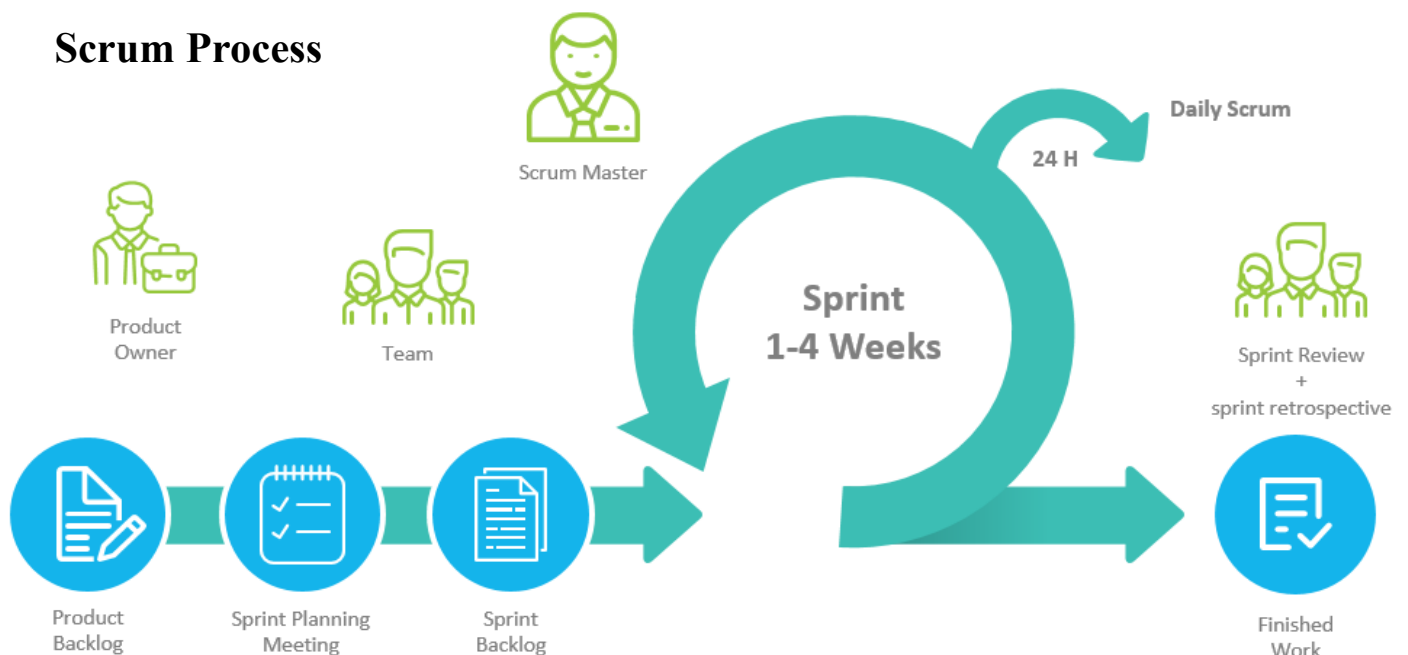 Scrum Process
Scrum Master
Daily Scrum
24 H
Product
Owner
Team
Sprint
1-4 Weeks
Sprint Review
+
sprint retrospective
Product
Backlog
Sprint Planning
Meeting
Sprint
Backlog
Finished
Work